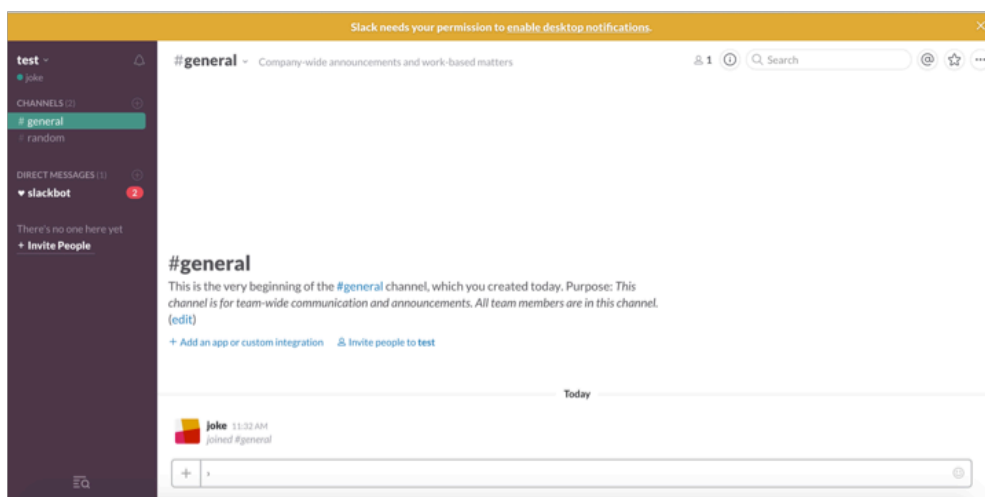 Slack needs your permission to enable desktop notifications.
test
joke
CHANNELS (2)
# general
# random
DIRECT MESSAGES (1)
♥ slackbot 2
There's no one here yet
+ Invite People
#general Company-wide announcements and work-based matters 1 Search
#general
This is the very beginning of the #general channel, which you created today. Purpose: This
channel is for team-wide communication and announcements. All team members are in this channel.
(edit)
+ Add an app or custom integration Invite people to test
Today
joke 11:32 AM
joined #general